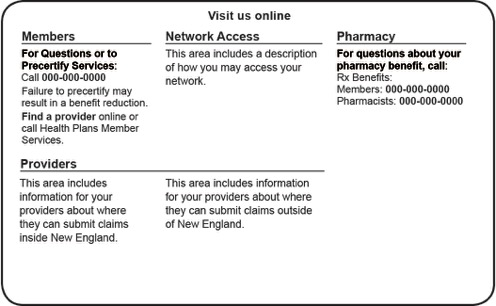 Visit us online
Members
For Questions or to
Precertify Services:
Call 000-000-0000
Failure to precertify may
result in a benefit reduction.
Find a provider online or
call Health Plans Member
Services.
Network Access
This area includes a description
of how you may access your
network.
Pharmacy
For questions about your
pharmacy benefit, call:
Rx Benefits:
Members: 000-000-0000
Pharmacists: 000-000-0000
Providers
This area includes
information for your
providers about where
they can submit claims
inside New England.
This area includes information
for your providers about where
they can submit claims outside
of New England.